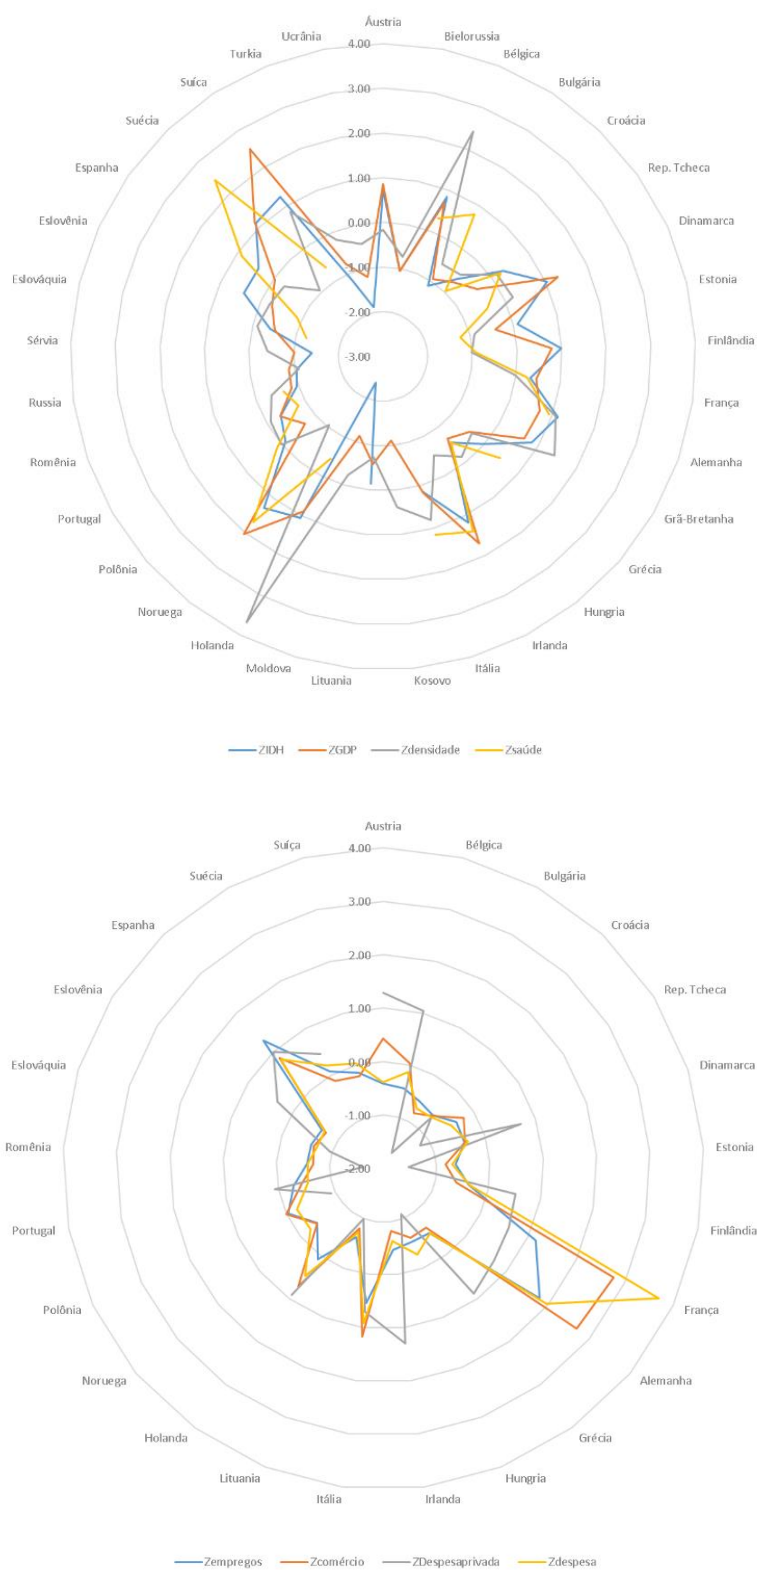 Áustria
Ucrânia
Bielorussia
Turkia
Bélgica
Suíca
Bulgária
Suécia
Croácia
Espanha
Rep. Tcheca
Eslovênia
Dinamarca
Eslováquia
Estonia
Sérvia
Finlândia
Russia
França
Romênia
Alemanha
Portugal
Grã-Bretanha
Polônia
Grécia
Noruega
Hungria
Holanda
Irlanda
Moldova
Itália
Lituania
Kosovo
4.00
3.00
2.00
1.00
0.00
-1.00
-2.00
-3.00
ZIDH ZGDP Zdensidade Zsaúde
Austria
Suíça
Bélgica
Suécia
Bulgária
Espanha
Croácia
Eslovênia
Rep. Tcheca
Eslováquia
Dinamarca
Romênia
Estonia
Portugal
Finlândia
Polônia
França
Noruega
Alemanha
Holanda
Grécia
Lituania
Hungria
Itália
Irlanda
4.00
3.00
2.00
1.00
0.00
-1.00
-2.00
Zempregos Zcomércio ZDespesaprivada Zdespesa